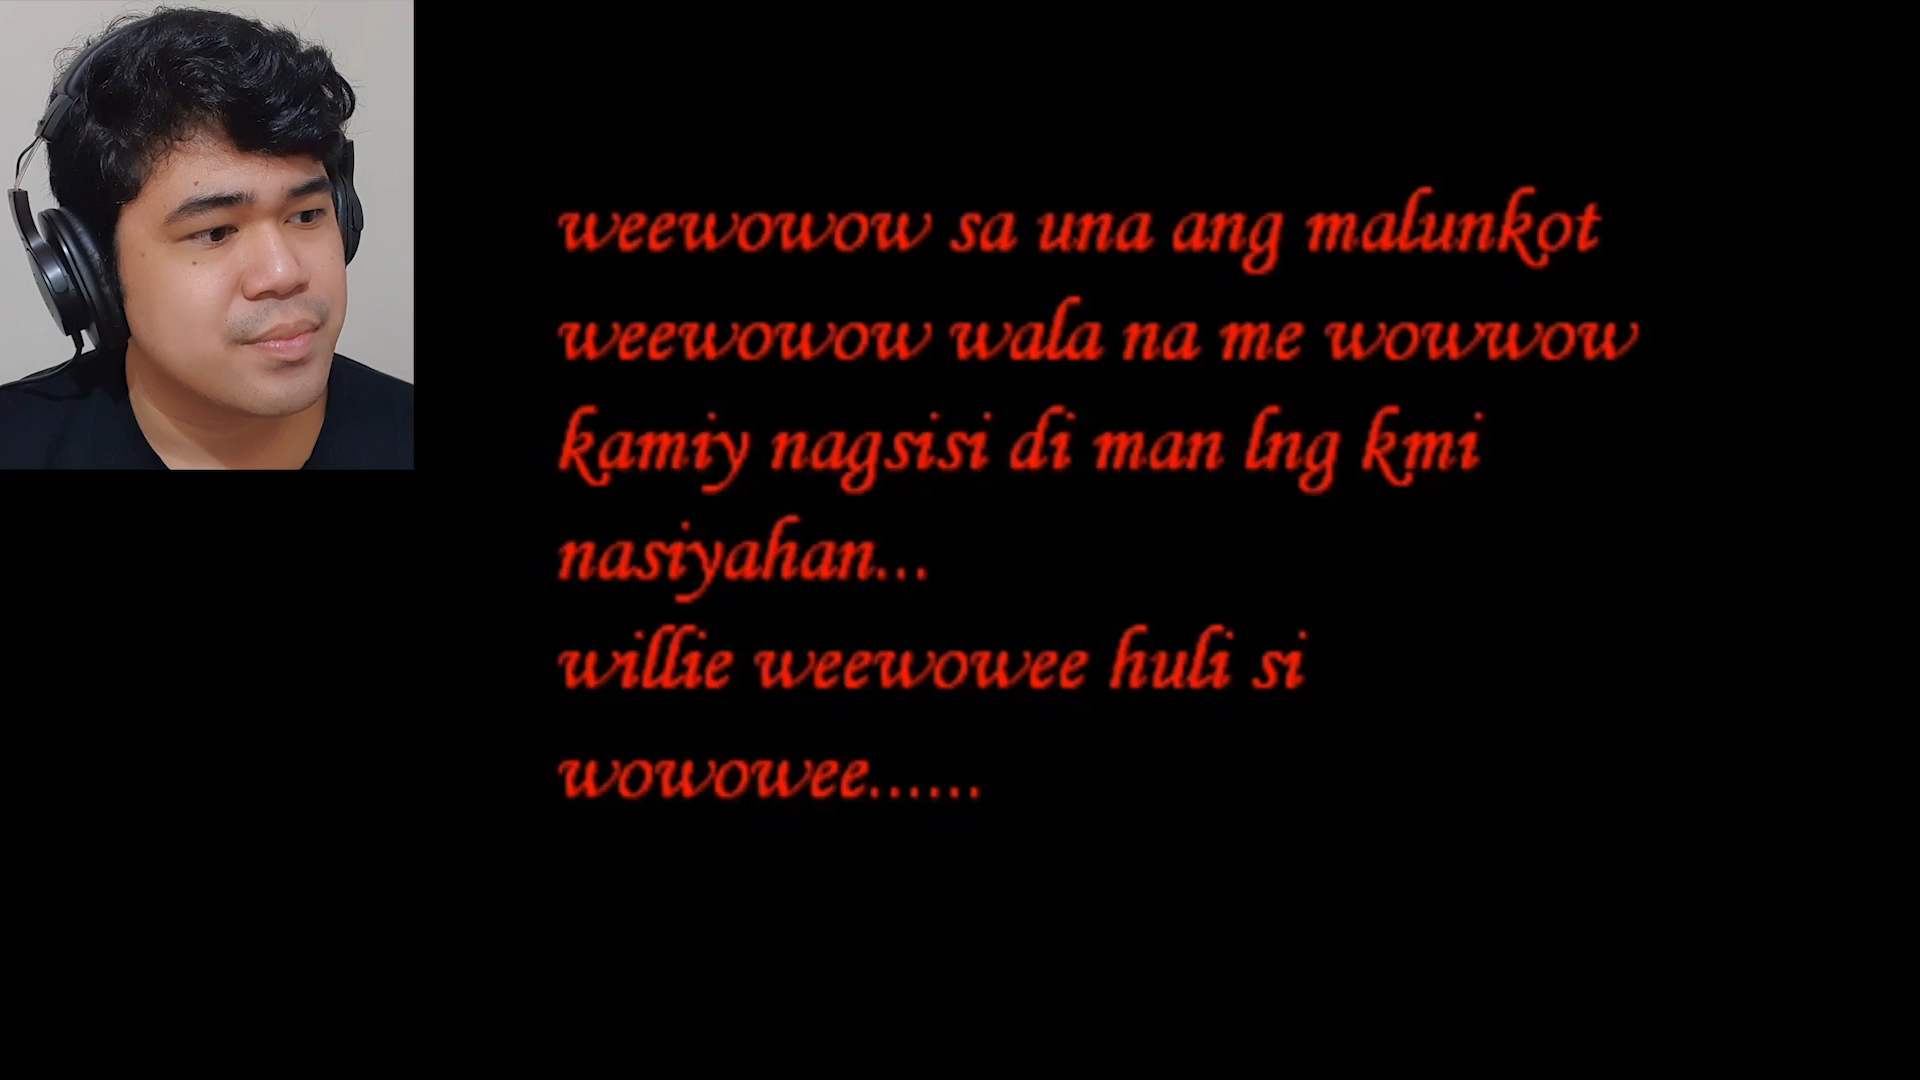 weewowow sa una ang malunkot
weewowow wala na me wowwow
kamiy nagsisi di man lng kmi
nasiyahan...
willie weewowee huli si
wowowee......